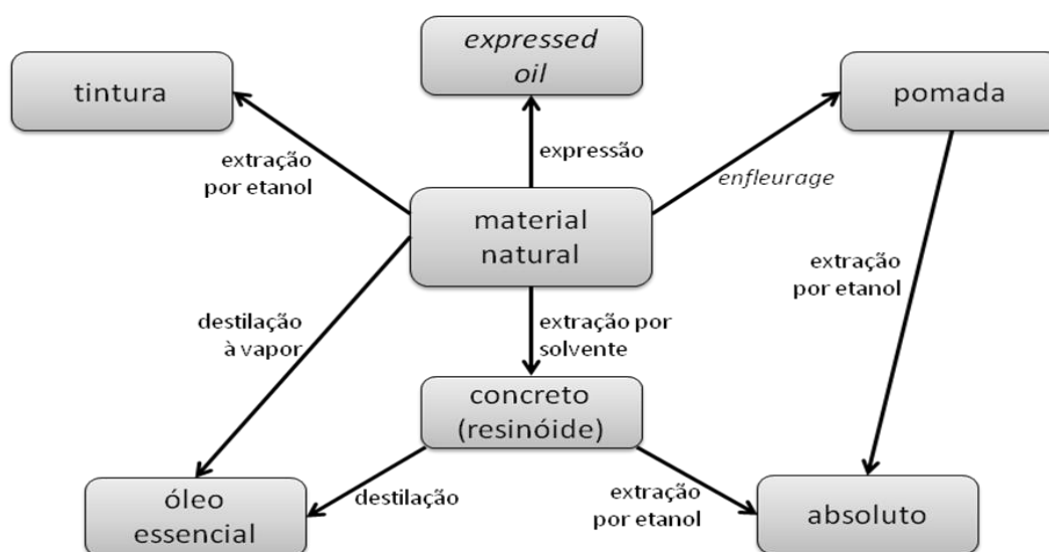 expressed
oil
tintura
pomada
expressão
extração
por etanol
enfleurage
material
natural
extração
por etanol
destilação
à vapor
extração por
solvente
concreto
(resinóide)
destilação
extração
por etanol
óleo
essencial
absoluto